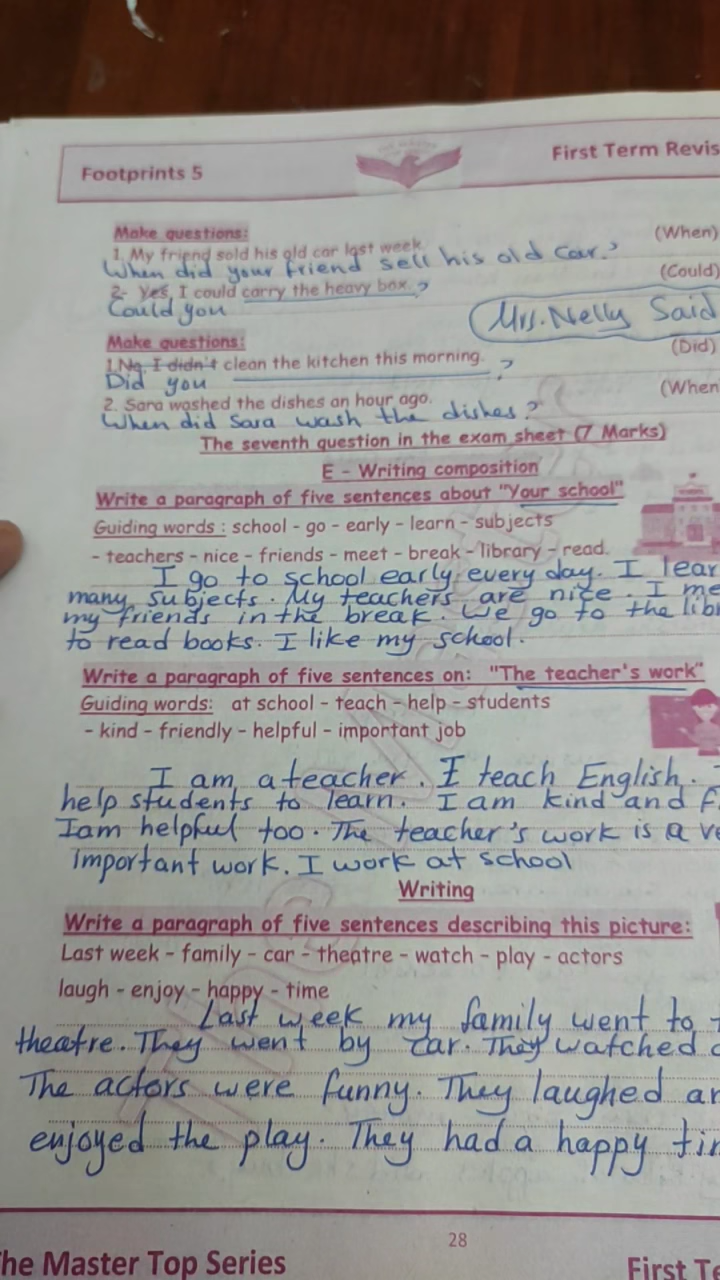 Footprints 5
First Term Revis
Make questions:
1. My friend sold his old car last week. (When)
When did your friend sell his old car.?
2- Yes, I could carry the heavy box. ? (Could)
Could you
Mrs. Nelly Said
Make questions:
1.No, I didn't clean the kitchen this morning. ? (Did)
Did you
2. Sara washed the dishes an hour ago. (When
When did Sara wash the dishes?
The seventh question in the exam sheet (7 Marks)
E - Writing composition
Write a paragraph of five sentences about "Your school"
Guiding words : school - go - early - learn - subjects
- teachers - nice - friends - meet - break - library - read.
I go to school early every day. I lear
many subjects. My teachers are nice. I me
my friends in the break. We go to the lib
to read books. I like my school.
Write a paragraph of five sentences on: "The teacher's work"
Guiding words: at school - teach - help - students
- kind - friendly - helpful - important job
I am a teacher. I teach English.
help students to learn. I am kind and f
I am helpful too. The teacher's work is a ve
important work. I work at school
Writing
Write a paragraph of five sentences describing this picture:
Last week - family - car - theatre - watch - play - actors
laugh - enjoy - happy - time
Last week my family went to t
theatre. They went by car. They watched a
The actors were funny. They laughed an
enjoyed the play. They had a happy tim
28
The Master Top Series
First Te